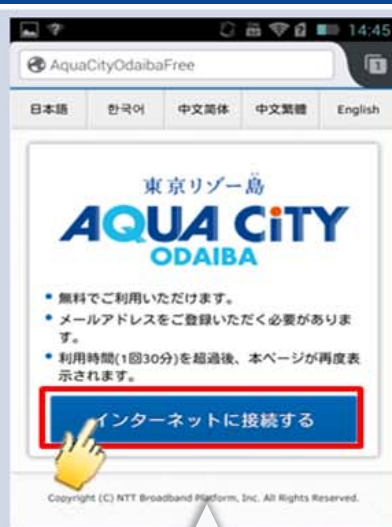 14:45
AquaCityOdaibaFree
1
日本語 한국어 中文简体 中文繁體 English
東京リゾート島
AQUA CiTY
ODAIBA
• 無料でご利用いただけます。
• メールアドレスをご登録いただく必要がありま
す。
• 利用時間(1回30分)を超過後、本ページが再度表
示されます。
インターネットに接続する
Copyright (C) NTT Broadband Platform, Inc. All Rights Reserved.